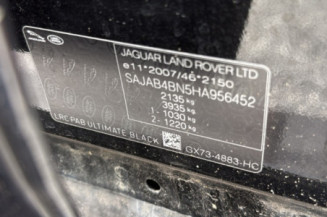 JAGUAR LAND ROVER LTD
e11*2007/46*2150
SAJAB4BN5HA956452
2135 kg
3935 kg
1 - 1030 kg
2 - 1220 kg
LRC PAB ULTIMATE BLACK
GX73-4883-HC